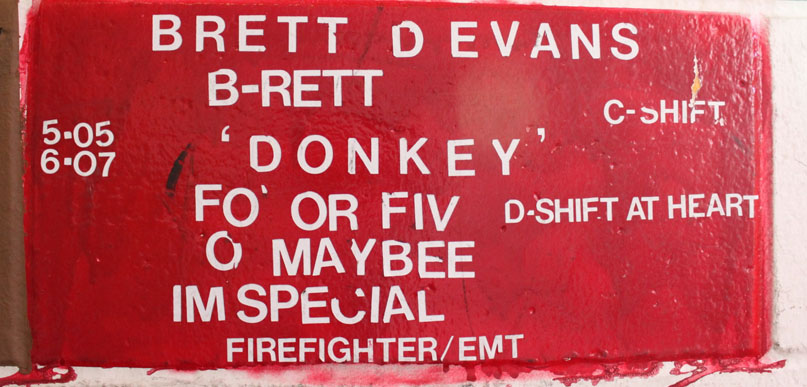 BRETT D EVANS
B-RETT
C-SHIFT
5-05
6-07
'DONKEY'
FO' OR FIV
D-SHIFT AT HEART
O MAYBEE
IM SPECIAL
FIREFIGHTER/EMT